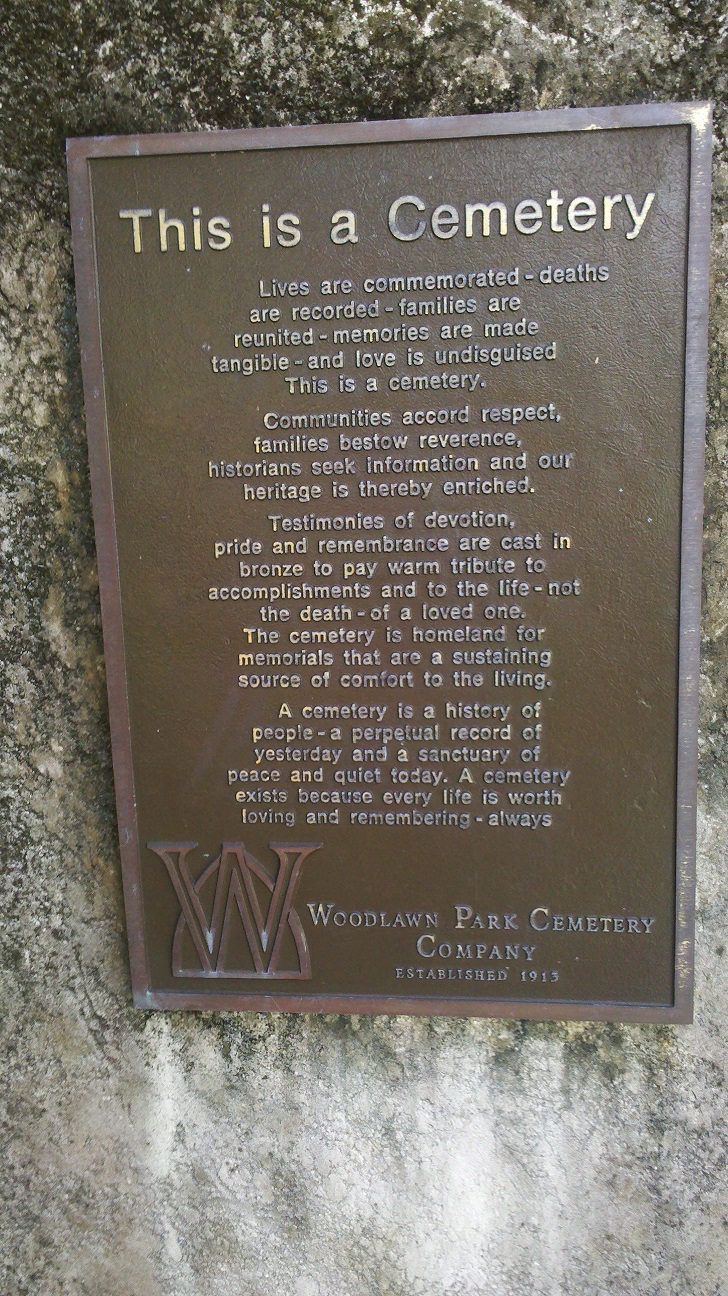 This is a Cemetery
Lives are commemorated - deaths
are recorded - families are
reunited - memories are made
tangible - and love is undisguised
This is a cemetery.
Communities accord respect,
families bestow reverence,
historians seek information and our
heritage is thereby enriched.
Testimonies of devotion,
pride and remembrance are cast in
bronze to pay warm tribute to
accomplishments and to the life - not
the death - of a loved one.
The cemetery is homeland for
memorials that are a sustaining
source of comfort to the living.
A cemetery is a history of
people - a perpetual record of
yesterday and a sanctuary of
peace and quiet today. A cemetery
exists because every life is worth
loving and remembering - always
W
WOODLAWN PARK CEMETERY
COMPANY
ESTABLISHED 1913